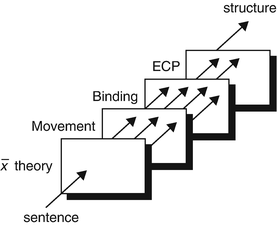 structure
ECP
Binding
Movement
x̄ theory
sentence